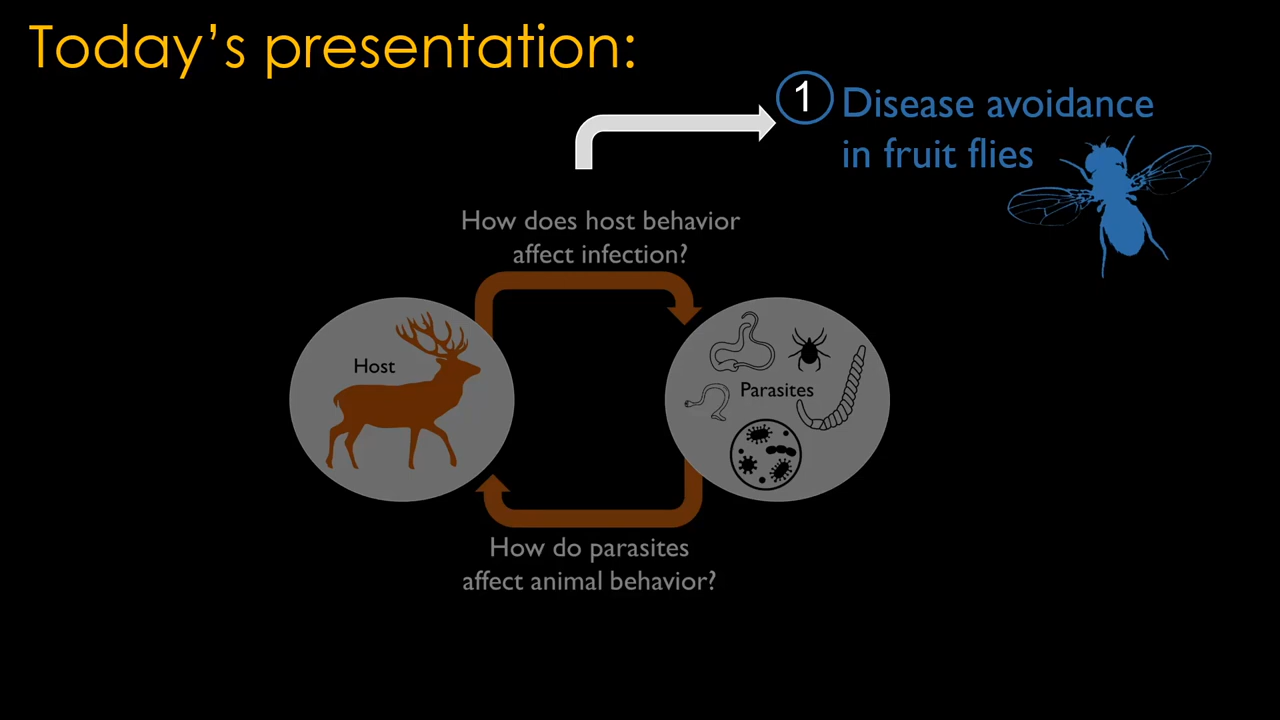 Today's presentation:
1
Disease avoidance
in fruit flies
How does host behavior
affect infection?
Host
Parasites
How do parasites
affect animal behavior?